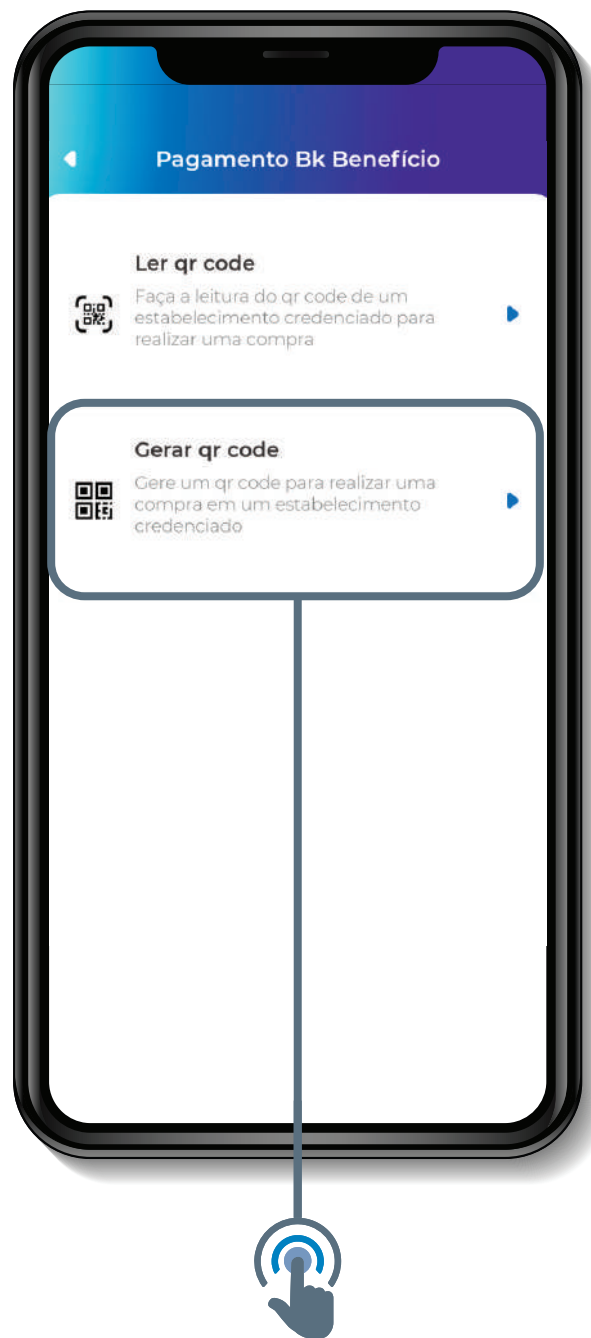 Pagamento Bk Benefício
Ler qr code
Faça a leitura do qr code de um
estabelecimento credenciado para
realizar uma compra
Gerar qr code
Gere um qr code para realizar uma
compra em um estabelecimento
credenciado